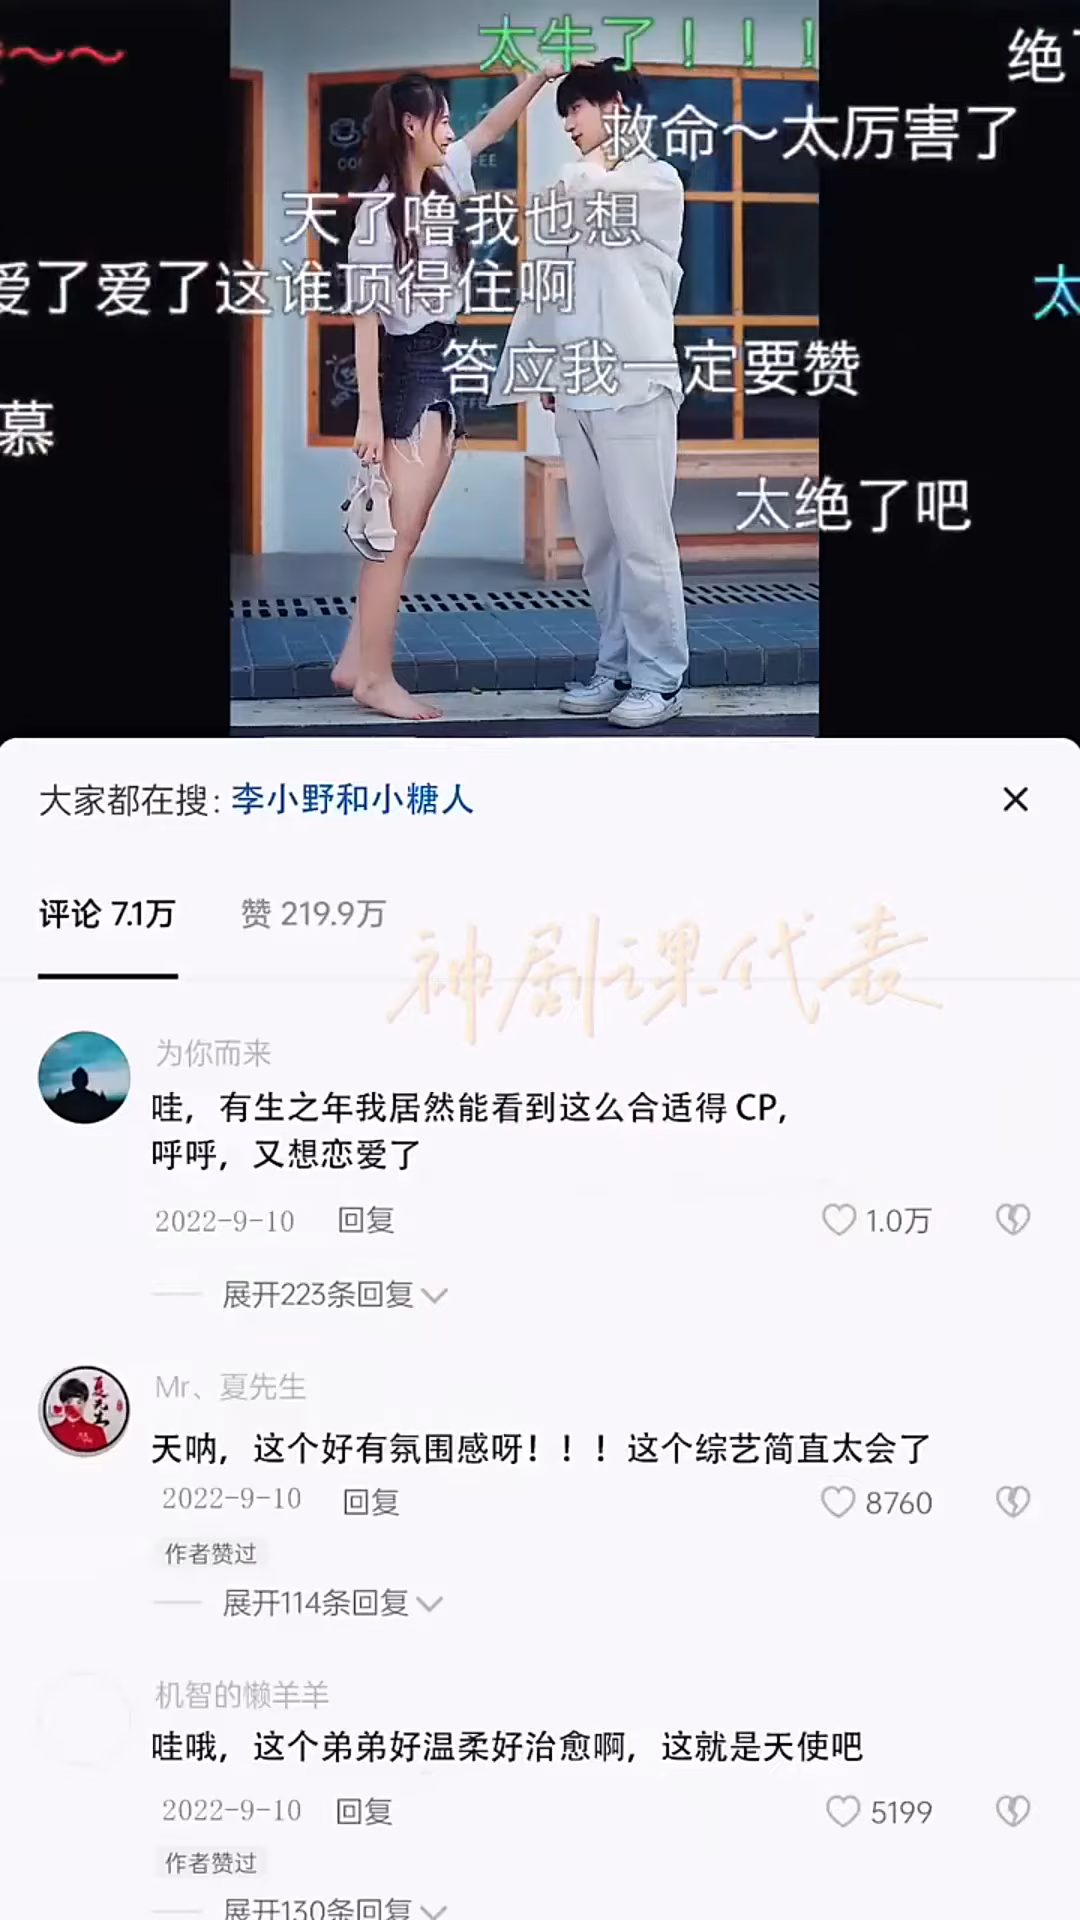 太牛了！！！
绝
救命～太厉害了
天了噜我也想
爱了爱了这谁顶得住啊
太
答应我一定要赞
慕
太绝了吧
大家都在搜：李小野和小糖人
评论 7.1万
赞 219.9万
神剧课代表
为你而来
哇，有生之年我居然能看到这么合适得 CP，
呼呼，又想恋爱了
2022-9-10 回复
1.0万
展开223条回复
Mr、夏先生
天呐，这个好有氛围感呀！！！这个综艺简直太会了
2022-9-10 回复
8760
作者赞过
展开114条回复
机智的懒羊羊
哇哦，这个弟弟好温柔好治愈啊，这就是天使吧
2022-9-10 回复
5199
作者赞过
展开130条回复